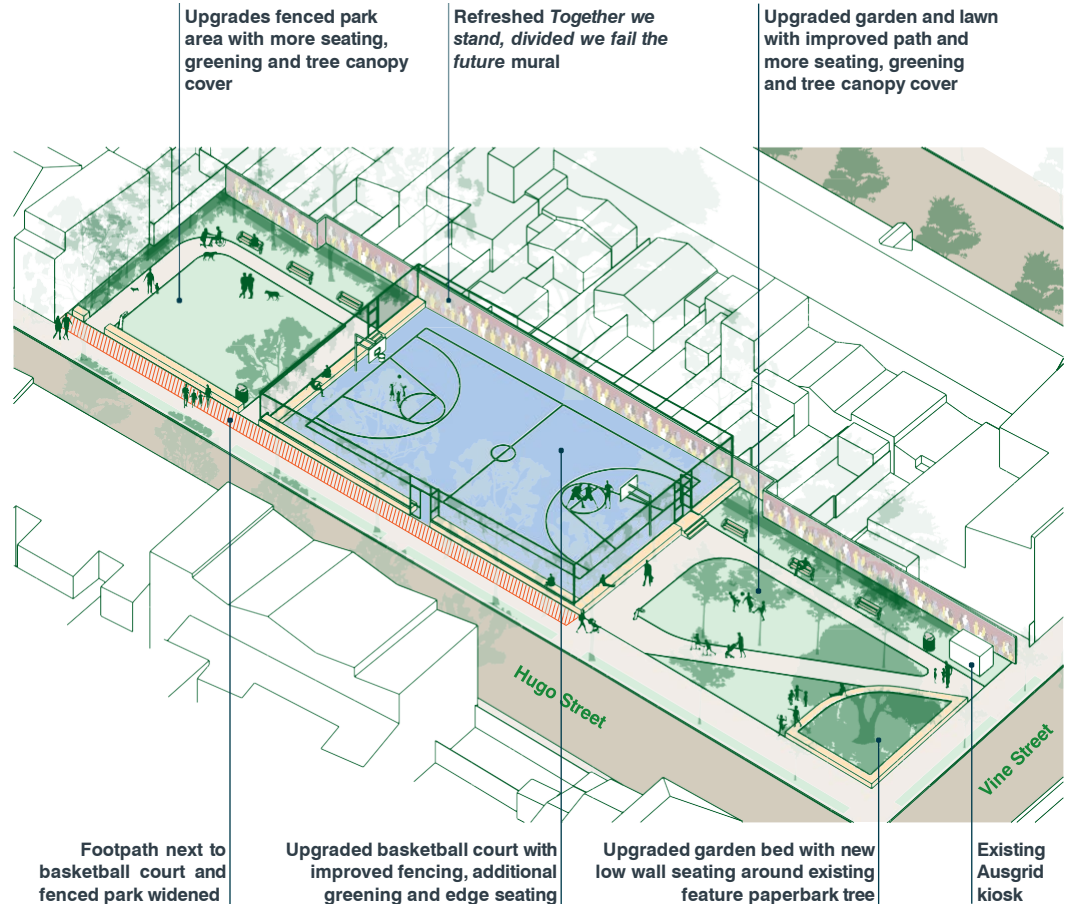 Upgrades fenced park
area with more seating,
greening and tree canopy
cover
Refreshed Together we
stand, divided we fail the
future mural
Upgraded garden and lawn
with improved path and
more seating, greening
and tree canopy cover
Hugo Street
Vine Street
Footpath next to
basketball court and
fenced park widened
Upgraded basketball court with
improved fencing, additional
greening and edge seating
Upgraded garden bed with new
low wall seating around existing
feature paperbark tree
Existing
Ausgrid
kiosk